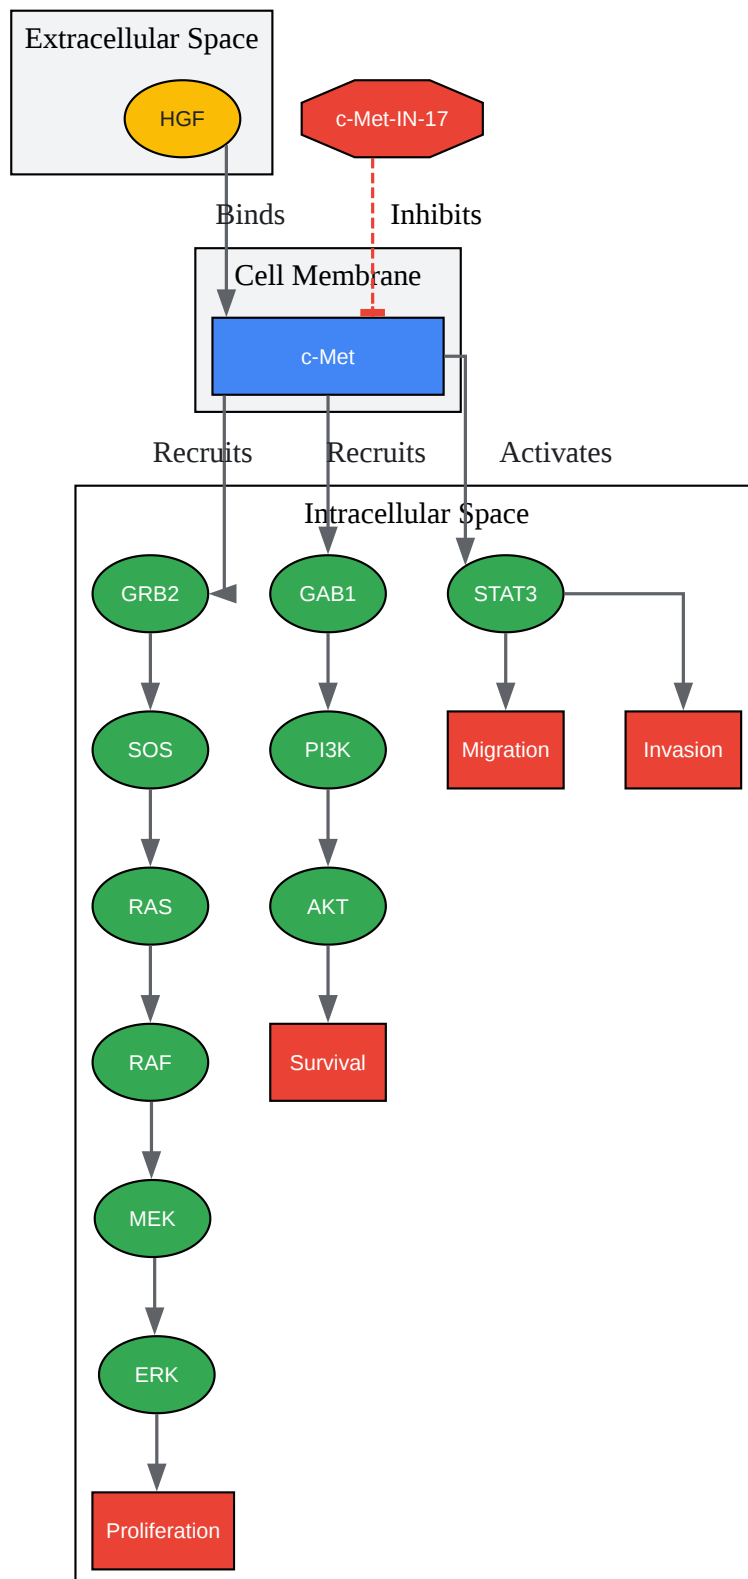 Extracellular Space
HGF
c-Met-IN-17
Binds
Inhibits
Cell Membrane
c-Met
Recruits
Recruits
Activates
Intracellular Space
GRB2
GAB1
STAT3
SOS
PI3K
Migration
Invasion
RAS
AKT
RAF
Survival
MEK
ERK
Proliferation